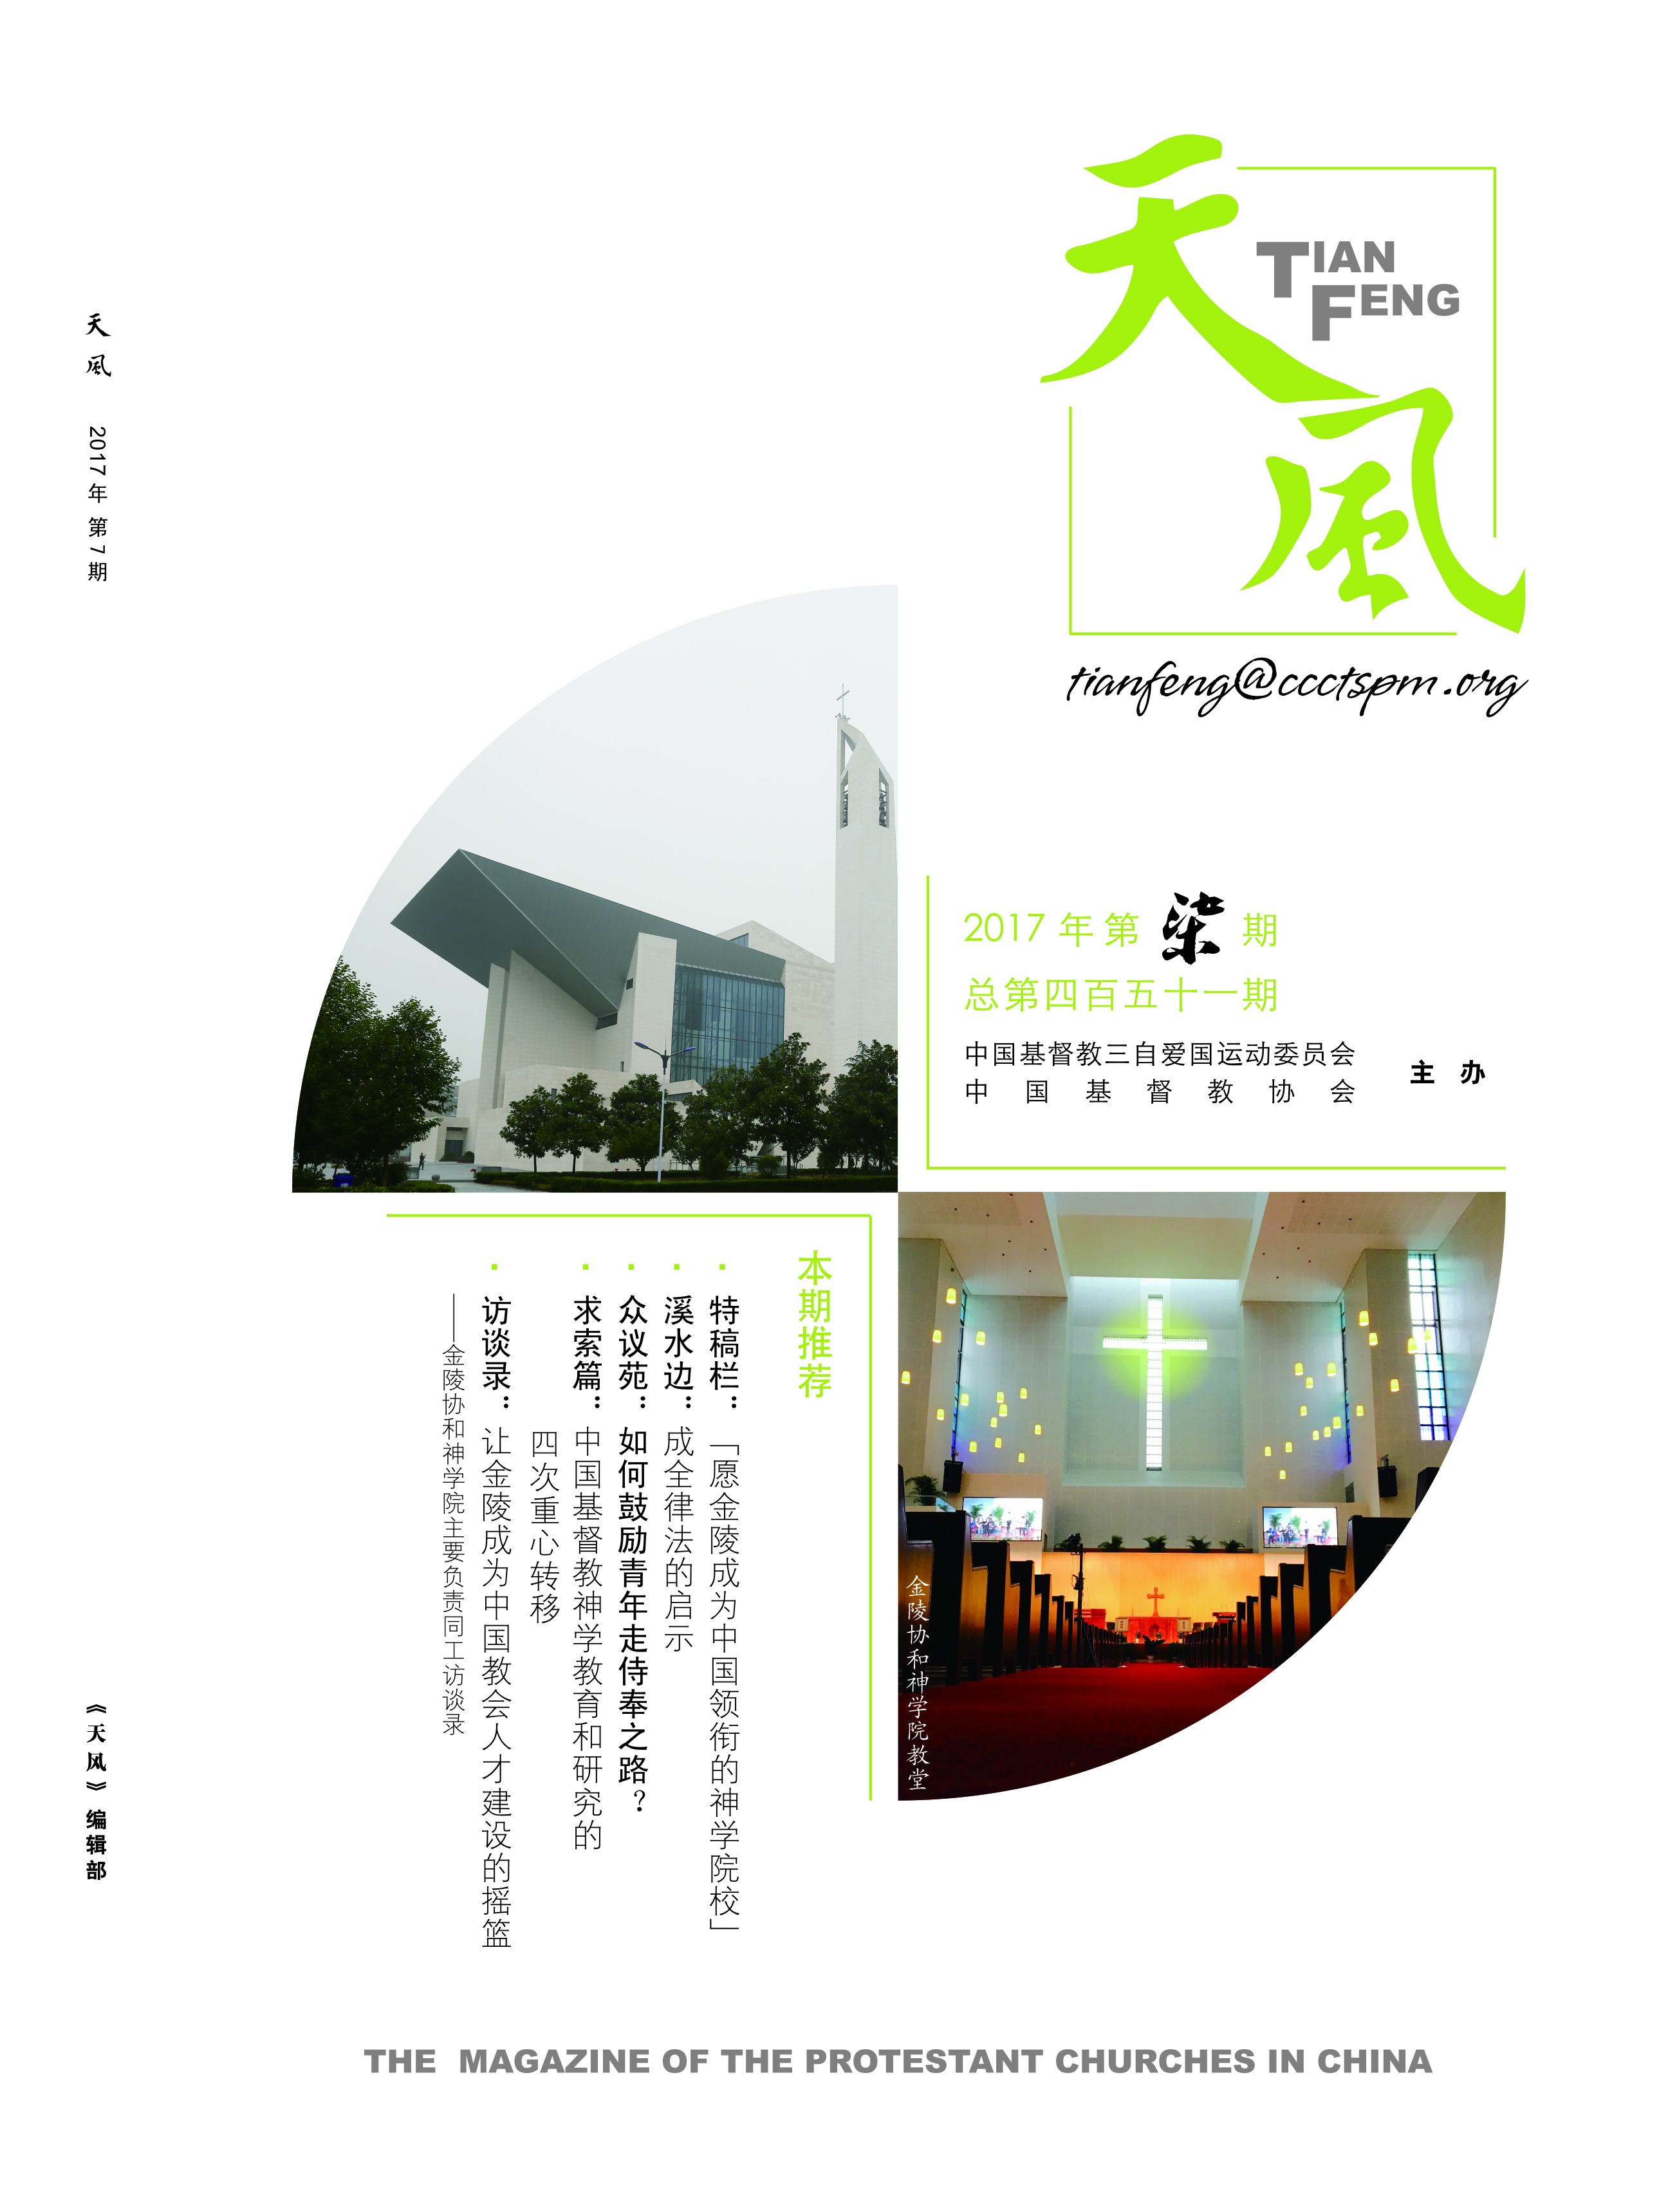 天風
TIAN
FENG
tianfeng@ccctspm.org
天風 2017年第7期
《天风》编辑部
2017年第柒期
总第四百五十一期
中国基督教三自爱国运动委员会
中国基督教协会
主办
本期推荐
· 特稿栏：「愿金陵成为中国领衔的神学院校」
· 溪水边：成全律法的启示
· 众议苑：如何鼓励青年走侍奉之路？
· 求索篇：中国基督教神学教育和研究的
四次重心转移
· 访谈录：让金陵成为中国教会人才建设的摇篮
——金陵协和神学院主要负责同工访谈录
金陵协和神学院教堂
THE MAGAZINE OF THE PROTESTANT CHURCHES IN CHINA